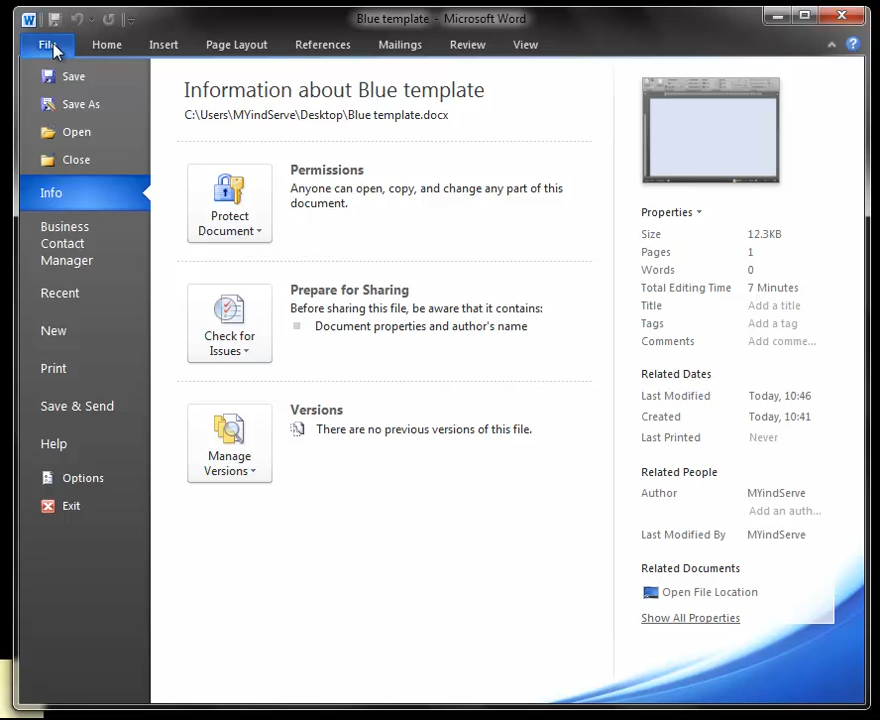 Blue template - Microsoft Word
File Home Insert Page Layout References Mailings Review View
Save
Save As
Open
Close
Info
Business
Contact
Manager
Recent
New
Print
Save & Send
Help
Options
Exit
Information about Blue template
C:\Users\MYindServe\Desktop\Blue template.docx
Protect
Document
Permissions
Anyone can open, copy, and change any part of this
document.
Check for
Issues
Prepare for Sharing
Before sharing this file, be aware that it contains:
Document properties and author's name
Manage
Versions
Versions
There are no previous versions of this file.
Properties
Size 12.3KB
Pages 1
Words 0
Total Editing Time 7 Minutes
Title Add a title
Tags Add a tag
Comments Add comme...
Related Dates
Last Modified Today, 10:46
Created Today, 10:41
Last Printed Never
Related People
Author MYindServe
Add an auth...
Last Modified By MYindServe
Related Documents
Open File Location
Show All Properties